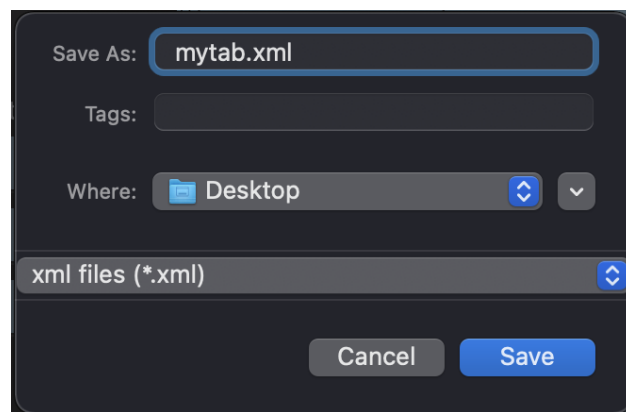 Save As: mytab.xml
Tags:
Where: Desktop
xml files (*.xml)
Cancel Save